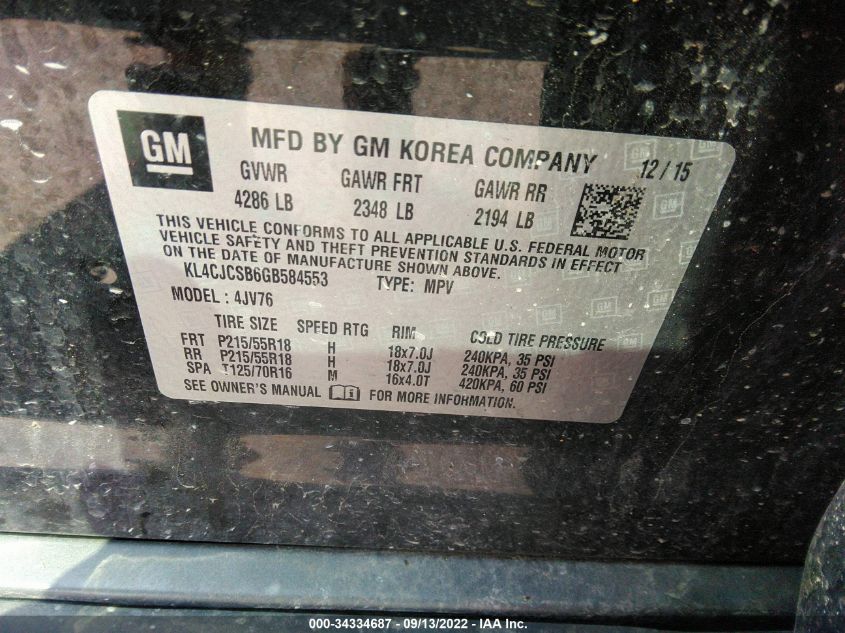 GM MFD BY GM KOREA COMPANY 12 / 15
GVWR GAWR FRT GAWR RR
4286 LB 2348 LB 2194 LB
THIS VEHICLE CONFORMS TO ALL APPLICABLE U.S. FEDERAL MOTOR
VEHICLE SAFETY AND THEFT PREVENTION STANDARDS IN EFFECT
ON THE DATE OF MANUFACTURE SHOWN ABOVE.
KL4CJCSB6GB584553 TYPE: MPV
MODEL : 4JV76
TIRE SIZE SPEED RTG RIM COLD TIRE PRESSURE
FRT P215/55R18 H 18x7.0J 240KPA, 35 PSI
RR P215/55R18 H 18x7.0J 240KPA, 35 PSI
SPA T125/70R16 M 16x4.0T 420KPA, 60 PSI
SEE OWNER'S MANUAL FOR MORE INFORMATION.
000-34334687 - 09/13/2022 - IAA Inc.